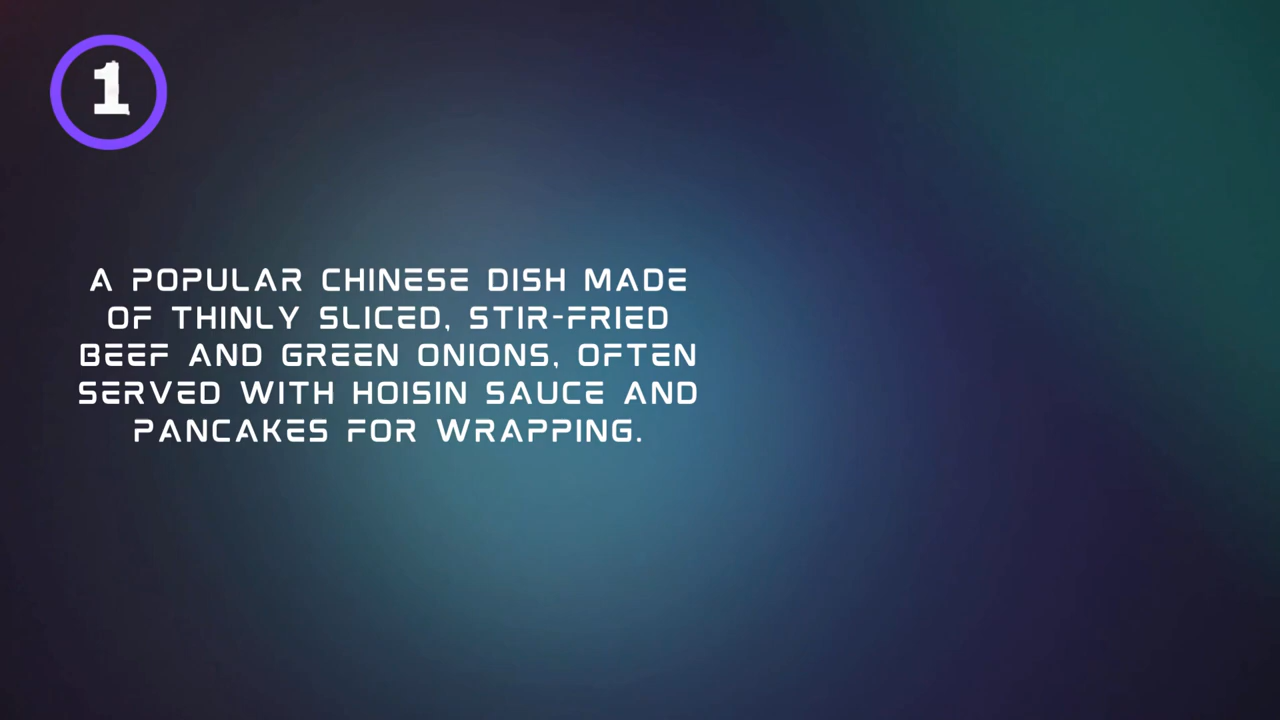 1
A POPULAR CHINESE DISH MADE
OF THINLY SLICED, STIR-FRIED
BEEF AND GREEN ONIONS, OFTEN
SERVED WITH HOISIN SAUCE AND
PANCAKES FOR WRAPPING.